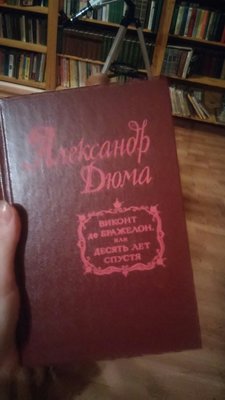 Александр
Дюма
ВИКОНТ
де БРАЖЕЛОН,
или
ДЕСЯТЬ ЛЕТ
СПУСТЯ